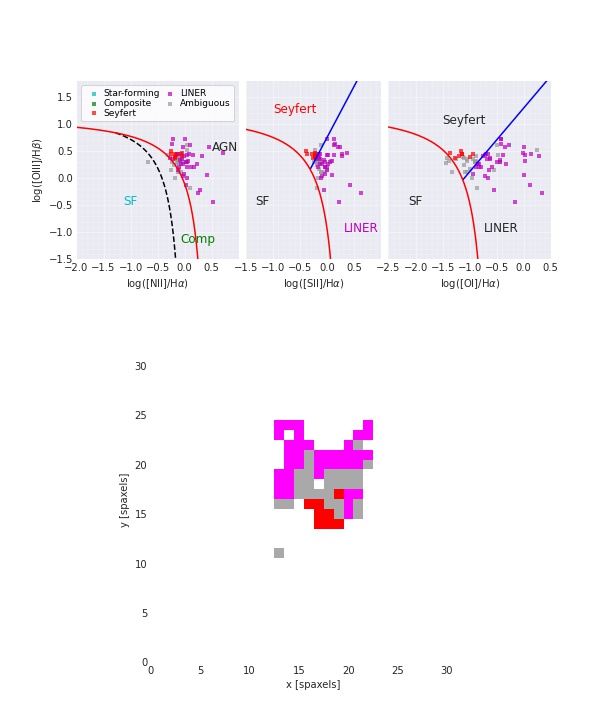 Star-forming
Composite
Seyfert
LINER
Ambiguous
AGN
SF
Comp
Seyfert
SF
LINER
Seyfert
SF
LINER
1.5
1.0
0.5
0.0
−0.5
−1.0
−1.5
log([OIII]/Hβ)
−2.0 −1.5 −1.0 −0.5 0.0 0.5
−1.5 −1.0 −0.5 0.0 0.5
−2.5 −2.0 −1.5 −1.0 −0.5 0.0 0.5
log([NII]/Hα)
log([SII]/Hα)
log([OI]/Hα)
30
25
20
15
10
5
0
y [spaxels]
0 5 10 15 20 25 30
x [spaxels]